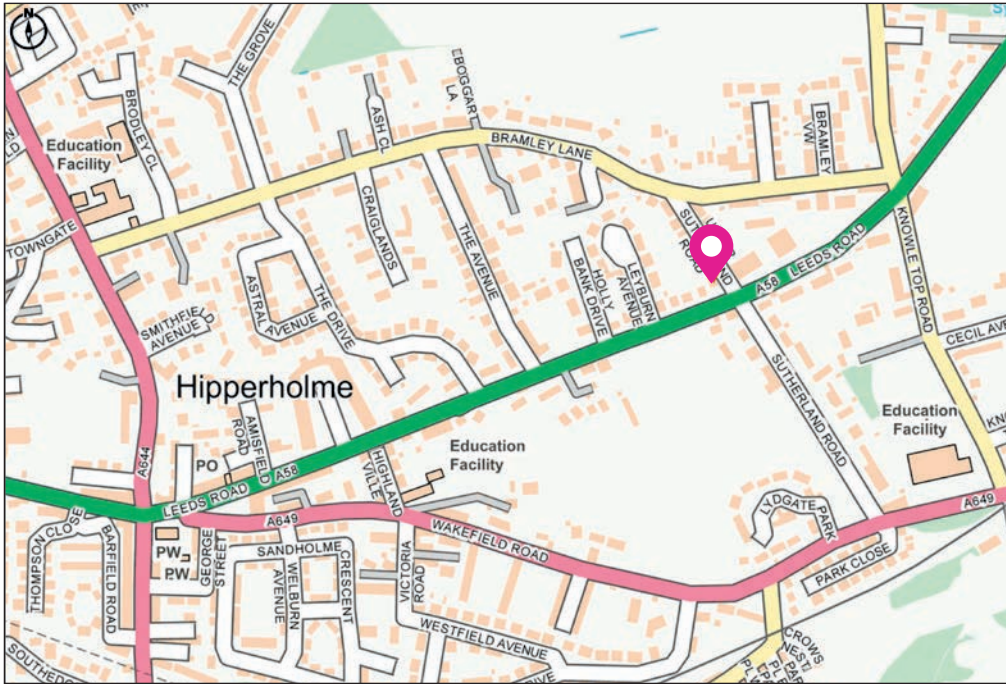 N
THE GROVE
BRODLEY CL
Education
Facility
ASH CL
BOGGART
LA
BRAMLEY LANE
BRAMLEY
VW
TOWNGATE
CRAIGLANDS
THE AVENUE
SUTHERLAND
ROAD
LEEDS ROAD
A58
KNOWLE TOP ROAD
LEYBURN
AVENUE
HOLLY
BANK DRIVE
ASTRAL
AVENUE
THE DRIVE
SMITHFIELD
AVENUE
CECIL AV
Hipperholme
SUTHERLAND ROAD
Education
Facility
A644
AMISFIELD
ROAD
PO
LEEDS ROAD
A58
HIGHLAND
VILLE
Education
Facility
LYDGATE
PARK
A649
A649
WAKEFIELD ROAD
THOMPSON CLOSE
BARFIELD ROAD
PW
PW
GEORGE
STREET
SANDHOLME
CRESCENT
WELBURN
AVENUE
VICTORIA
ROAD
PARK CLOSE
WESTFIELD AVENUE
CROWS
NEST